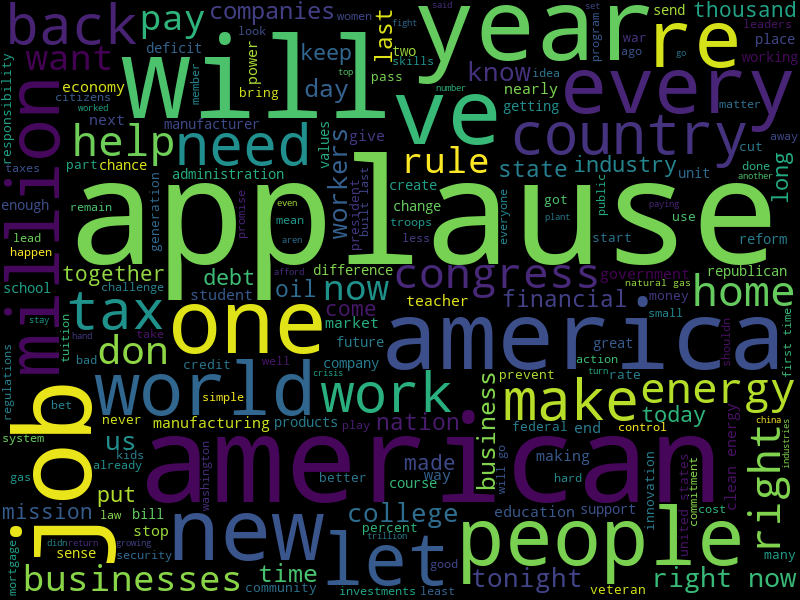 back
pay
companies
women
fight
said
set
leaders
send
thousand
deficit
look
power
last
two
skills
program
war
place
will
year
re
want
member
keep
bring
top
pass
know
idea
ago
go
working
responsibility
economy
citizens
worked
day
number
nearly
getting
every
matter
cut
away
million
next
manufacturer
values
give
ve
country
help
need
workers
rule
state
industry
unit
done
another
long
taxes
part
chance
administration
create
got
public
use
enough
generation
remain
promise
even
mean
aren
president
built last
applause
change
troops
less
everyone
plant
start
paying
reform
lead
happen
together
debt
difference
congress
government
republican
school
challenge
student
oil
now
afford
teacher
financial
natural gas
money
home
stay
tuition
hand
tax
one
take
come
market
future
small
shouldn
first time
regulations
don
bad
credit
well
company
america
great
action
turn
rate
world
crisis
work
prevent
make
energy
bet
never
simple
products
play
nation
business
today
system
us
manufacturing
federal
end
control
china
kids
already
american
right
industries
gas
washington
better
course
made
way
will go
making
hard
innovation
united states
clean energy
commitment
job
put
mission
law
bill
college
education
support
cost
many
stop
percent
new
let
people
sense
didn
return
growing
security
trillion
good
mortgage
businesses
time
community
investments
least
tonight
veteran
right now